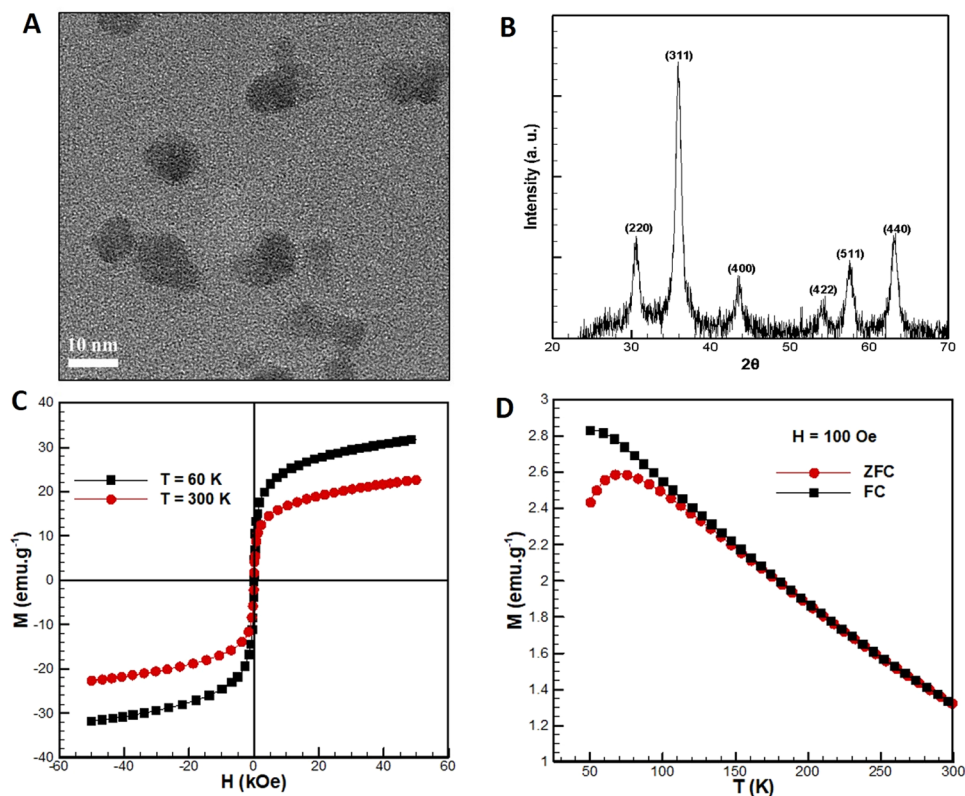 A
10 nm
B
Intensity (a. u.)
(220)
(311)
(400)
(422)
(511)
(440)
20 30 40 50 60 70
2θ
C
M (emu.g⁻¹)
40
30
20
10
0
-10
-20
-30
-40
T = 60 K
T = 300 K
-60 -40 -20 0 20 40 60
H (kOe)
D
M (emu.g⁻¹)
3
2.8
2.6
2.4
2.2
2
1.8
1.6
1.4
1.2
1
H = 100 Oe
ZFC
FC
50 100 150 200 250 300
T (K)